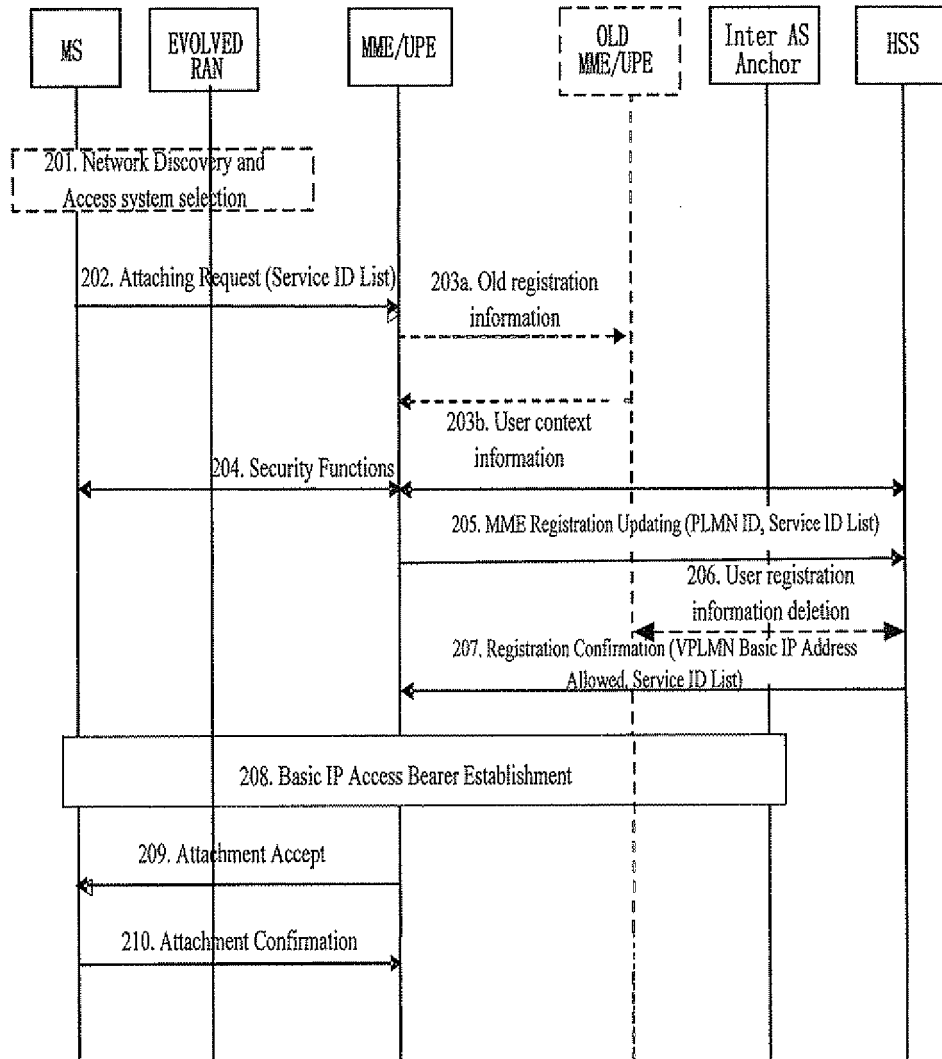 MS
EVOLVED
RAN
MME/UPE
OLD
MME/UPE
Inter AS
Anchor
HSS
201. Network Discovery and
Access system selection
202. Attaching Request (Service ID List)
203a. Old registration
information
203b. User context
information
204. Security Functions
205. MME Registration Updating (PLMN ID, Service ID List)
206. User registration
information deletion
207. Registration Confirmation (VPLMN Basic IP Address
Allowed, Service ID List)
208. Basic IP Access Bearer Establishment
209. Attachment Accept
210. Attachment Confirmation